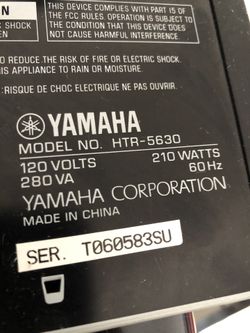 THIS DEVICE COMPLIES WITH PART 15 OF
THE FCC RULES. OPERATION IS SUBJECT TO
THE CONDITION THAT THIS DEVICE DOES
NOT CAUSE HARMFUL INTERFERENCE.
SHOCK
EN
REDUCE THE RISK OF FIRE OR ELECTRIC SHOCK
THIS APPLIANCE TO RAIN OR MOISTURE.
RISQUE DE CHOC ELECTRIQUE NE PAS OUVRIR
YAMAHA
MODEL NO. HTR-5630
120 VOLTS 210 WATTS
280 VA 60 Hz
YAMAHA CORPORATION
MADE IN CHINA
SER. T060583SU